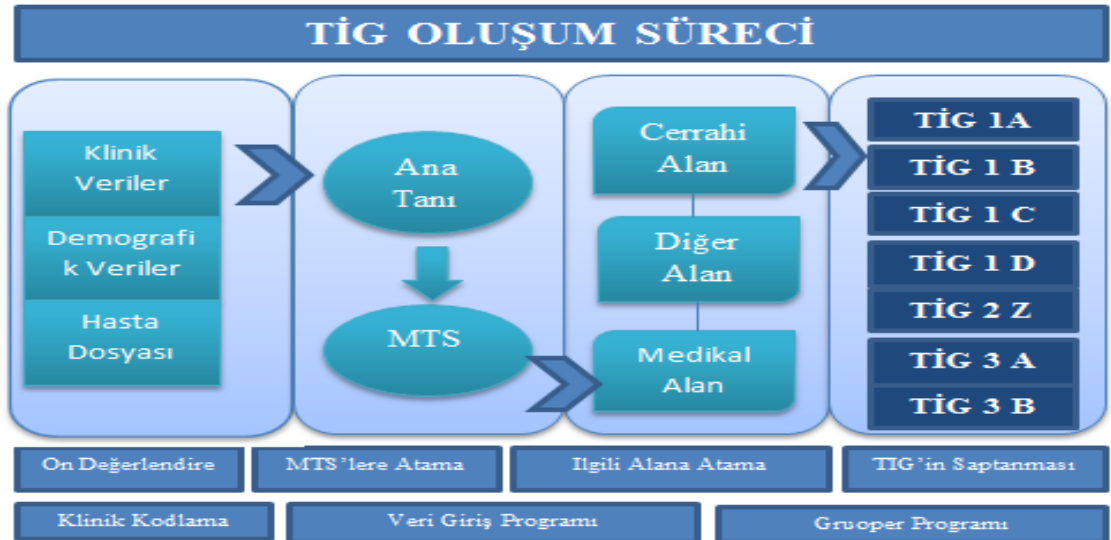 TİG OLUŞUM SÜRECİ
Klinik
Veriler
Demografi
k Veriler
Hasta
Dosyası
Ana
Tanı
MTS
Cerrahi
Alan
Diğer
Alan
Medikal
Alan
TİG 1A
TİG 1 B
TİG 1 C
TİG 1 D
TİG 2 Z
TİG 3 A
TİG 3 B
On Değerlendire
MTS'lere Atama
Ilgili Alana Atama
TIG'in Saptanması
Klinik Kodlama
Veri Giriş Programı
Gruoper Programı